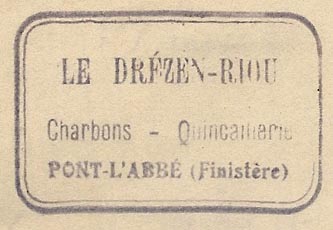 LE DRÉZEN-RIOU
Charbons - Quincaillerie
PONT-L'ABBÉ (Finistère)